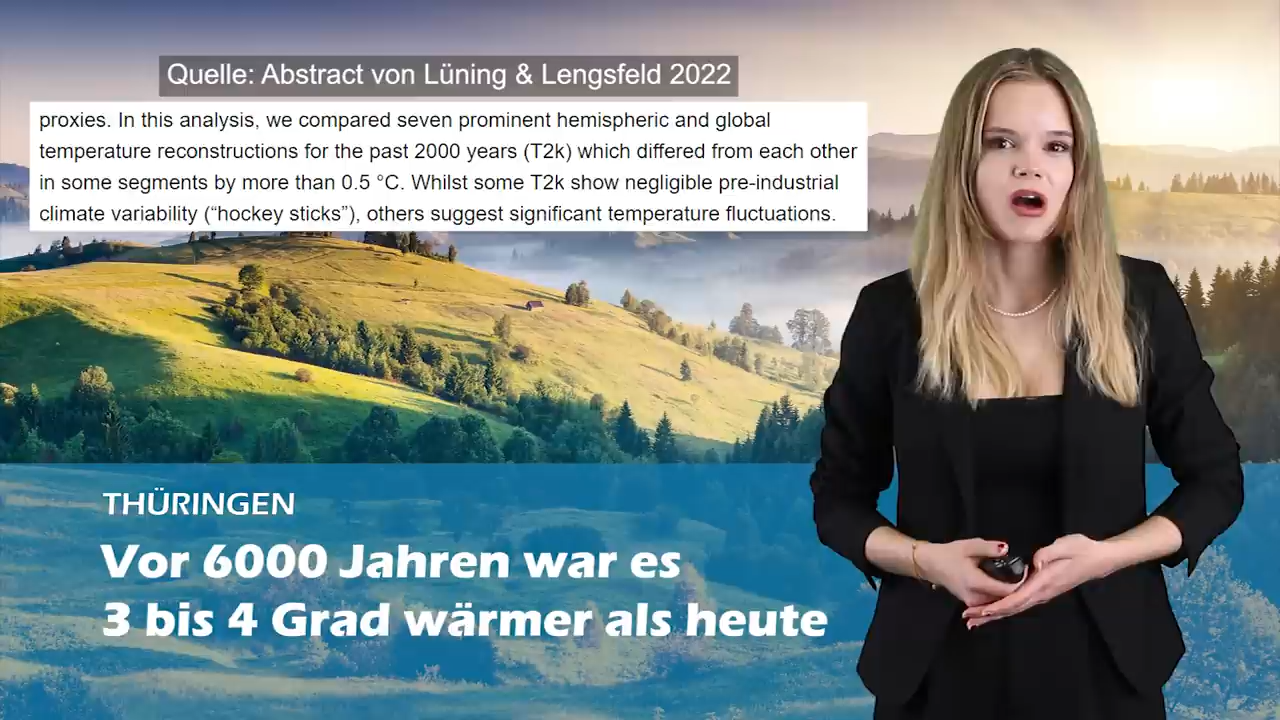 Quelle: Abstract von Lüning & Lengsfeld 2022
proxies. In this analysis, we compared seven prominent hemispheric and global
temperature reconstructions for the past 2000 years (T2k) which differed from each other
in some segments by more than 0.5 °C. Whilst some T2k show negligible pre-industrial
climate variability (“hockey sticks”), others suggest significant temperature fluctuations.
THÜRINGEN
Vor 6000 Jahren war es
3 bis 4 Grad wärmer als heute